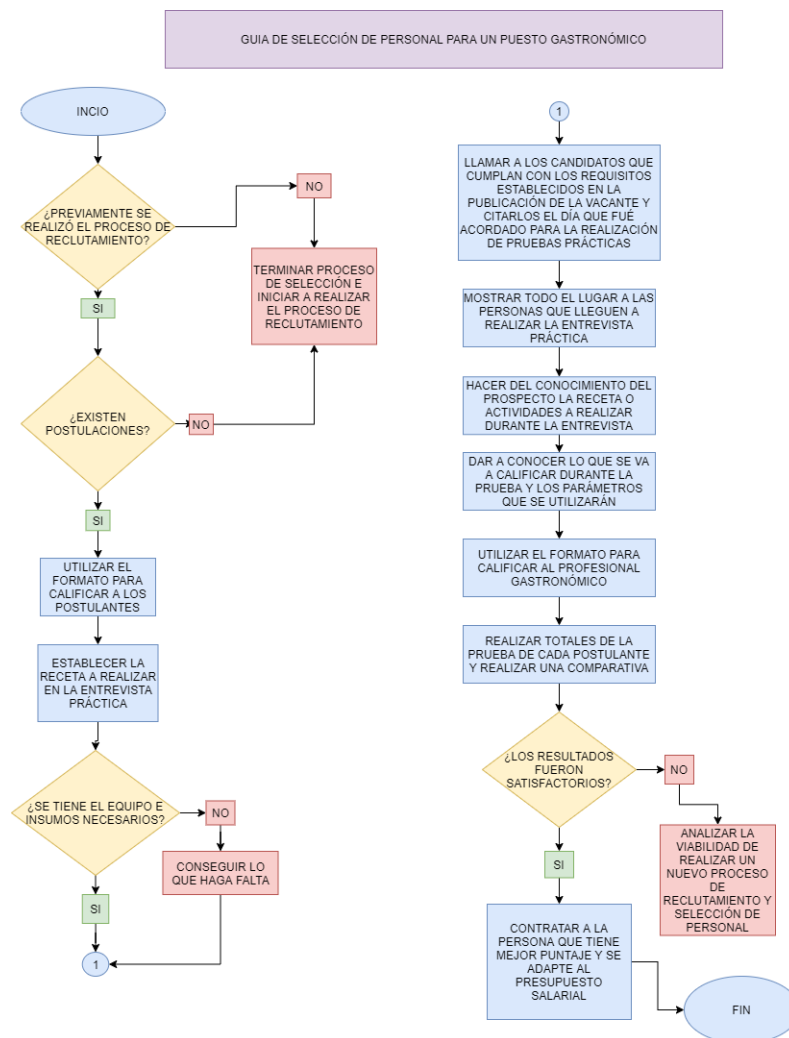 GUIA DE SELECCIÓN DE PERSONAL PARA UN PUESTO GASTRONÓMICO
INCIO
¿PREVIAMENTE SE
REALIZÓ EL PROCESO DE
RECLUTAMIENTO?
NO
TERMINAR PROCESO
DE SELECCIÓN E
INICIAR A REALIZAR
EL PROCESO DE
RECLUTAMIENTO
SI
¿EXISTEN
POSTULACIONES?
NO
SI
UTILIZAR EL
FORMATO PARA
CALIFICAR A LOS
POSTULANTES
ESTABLECER LA
RECETA A REALIZAR
EN LA ENTREVISTA
PRÁCTICA
¿SE TIENE EL EQUIPO E
INSUMOS NECESARIOS?
NO
CONSEGUIR LO
QUE HAGA FALTA
SI
1
1
LLAMAR A LOS CANDIDATOS QUE
CUMPLAN CON LOS REQUISITOS
ESTABLECIDOS EN LA
PUBLICACIÓN DE LA VACANTE Y
CITARLOS EL DÍA QUE FUÉ
ACORDADO PARA LA REALIZACIÓN
DE PRUEBAS PRÁCTICAS
MOSTRAR TODO EL LUGAR A LAS
PERSONAS QUE LLEGUEN A
REALIZAR LA ENTREVISTA
PRÁCTICA
HACER DEL CONOCIMIENTO DEL
PROSPECTO LA RECETA O
ACTIVIDADES A REALIZAR
DURANTE LA ENTREVISTA
DAR A CONOCER LO QUE SE VA
A CALIFICAR DURANTE LA
PRUEBA Y LOS PARÁMETROS
QUE SE UTILIZARÁN
UTILIZAR EL FORMATO PARA
CALIFICAR AL PROFESIONAL
GASTRONÓMICO
REALIZAR TOTALES DE LA
PRUEBA DE CADA POSTULANTE
Y REALIZAR UNA COMPARATIVA
¿LOS RESULTADOS
FUERON
SATISFACTORIOS?
NO
ANALIZAR LA
VIABILIDAD DE
REALIZAR UN
NUEVO PROCESO
DE
RECLUTAMIENTO Y
SELECCIÓN DE
PERSONAL
SI
CONTRATAR A LA
PERSONA QUE TIENE
MEJOR PUNTAJE Y SE
ADAPTE AL
PRESUPUESTO
SALARIAL
FIN